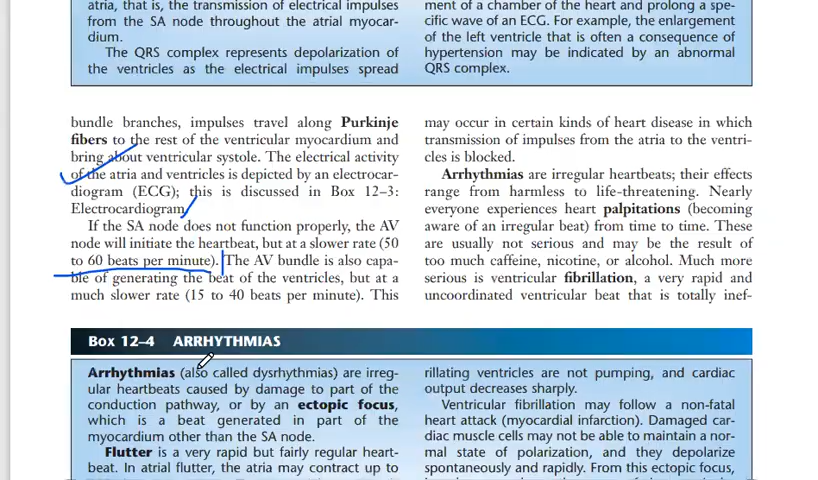 atria, that is, the transmission of electrical impulses
from the SA node throughout the atrial myocar-
dium.
The QRS complex represents depolarization of
the ventricles as the electrical impulses spread
ment of a chamber of the heart and prolong a spe-
cific wave of an ECG. For example, the enlargement
of the left ventricle that is often a consequence of
hypertension may be indicated by an abnormal
QRS complex.
bundle branches, impulses travel along Purkinje
fibers to the rest of the ventricular myocardium and
bring about ventricular systole. The electrical activity
of the atria and ventricles is depicted by an electrocar-
diogram (ECG); this is discussed in Box 12–3:
Electrocardiogram
If the SA node does not function properly, the AV
node will initiate the heartbeat, but at a slower rate (50
to 60 beats per minute). The AV bundle is also capa-
ble of generating the beat of the ventricles, but at a
much slower rate (15 to 40 beats per minute). This
may occur in certain kinds of heart disease in which
transmission of impulses from the atria to the ventri-
cles is blocked.
Arrhythmias are irregular heartbeats; their effects
range from harmless to life-threatening. Nearly
everyone experiences heart palpitations (becoming
aware of an irregular beat) from time to time. These
are usually not serious and may be the result of
too much caffeine, nicotine, or alcohol. Much more
serious is ventricular fibrillation, a very rapid and
uncoordinated ventricular beat that is totally inef-
Box 12–4 ARRHYTHMIAS
Arrhythmias (also called dysrhythmias) are irreg-
ular heartbeats caused by damage to part of the
conduction pathway, or by an ectopic focus,
which is a beat generated in part of the
myocardium other than the SA node.
Flutter is a very rapid but fairly regular heart-
beat. In atrial flutter, the atria may contract up to
rillating ventricles are not pumping, and cardiac
output decreases sharply.
Ventricular fibrillation may follow a non-fatal
heart attack (myocardial infarction). Damaged car-
diac muscle cells may not be able to maintain a nor-
mal state of polarization, and they depolarize
spontaneously and rapidly. From this ectopic focus,